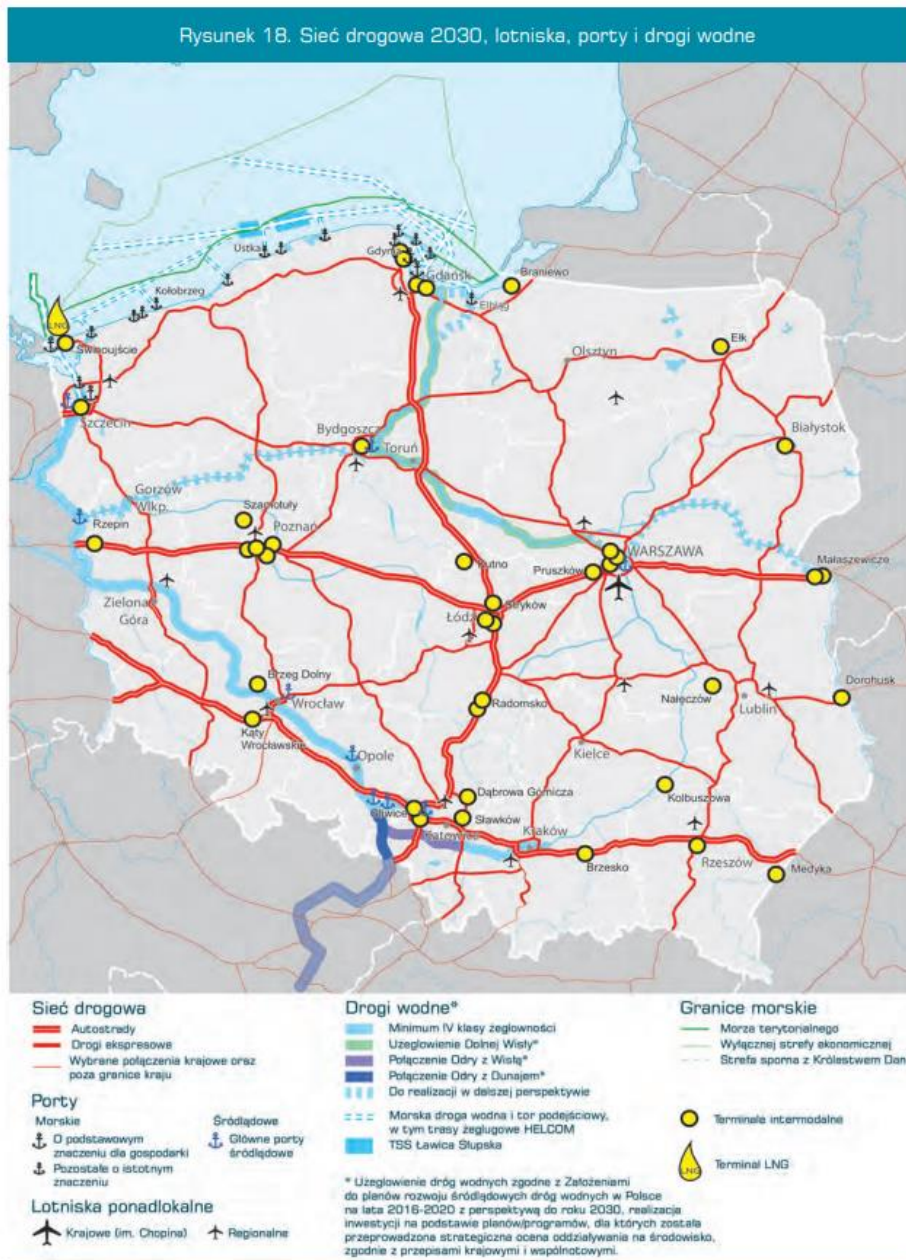 Rysunek 18. Sieć drogowa 2030, lotniska, porty i drogi wodne
Ustka
Gdynia
Gdańsk
Braniewo
Kołobrzeg
Elbląg
LNG
Świnoujście
Olsztyn
Ełk
Szczecin
Bydgoszcz
Toruń
Białystok
Gorzów
Wlkp.
Szamotuły
Rzepin
Poznań
WARSZAWA
Kutno
Pruszków
Małaszewicze
Zielona
Góra
Łódź
Stryków
Brzeg Dolny
Wrocław
Radomsko
Nałęczów
Lublin
Dorohusk
Kąty
Wrocławskie
Opole
Kielce
Dąbrowa Górnicza
Kolbuszowa
Gliwice
Sławków
Katowice
Kraków
Brzesko
Rzeszów
Medyka
Sieć drogowa
Autostrady
Drogi ekspresowe
Wybrane połączenia krajowe oraz
poza granice kraju
Porty
Morskie
O podstawowym
znaczeniu dla gospodarki
Pozostałe o istotnym
znaczeniu
Śródlądowe
Główne porty
śródlądowe
Lotniska ponadlokalne
Krajowe (im. Chopina)
Regionalne
Drogi wodne*
Minimum IV klasy żeglowności
Użeglowienie Dolnej Wisły*
Połączenie Odry z Wisłą*
Połączenie Odry z Dunajem*
Do realizacji w dalszej perspektywie
Morska droga wodna i tor podejściowy,
w tym trasy żeglugowe HELCOM
TSS Ławica Słupska
* Użeglowienie dróg wodnych zgodne z Założeniami
do planów rozwoju śródlądowych dróg wodnych w Polsce
na lata 2016-2020 z perspektywą do roku 2030, realizacja
inwestycji na podstawie planów/programów, dla których została
przeprowadzona strategiczna ocena oddziaływania na środowisko,
zgodnie z przepisami krajowymi i wspólnotowymi.
Granice morskie
Morza terytorialnego
Wyłącznej strefy ekonomicznej
Strefa sporna z Królestwem Dan
Terminale intermodalne
LNG
Terminal LNG